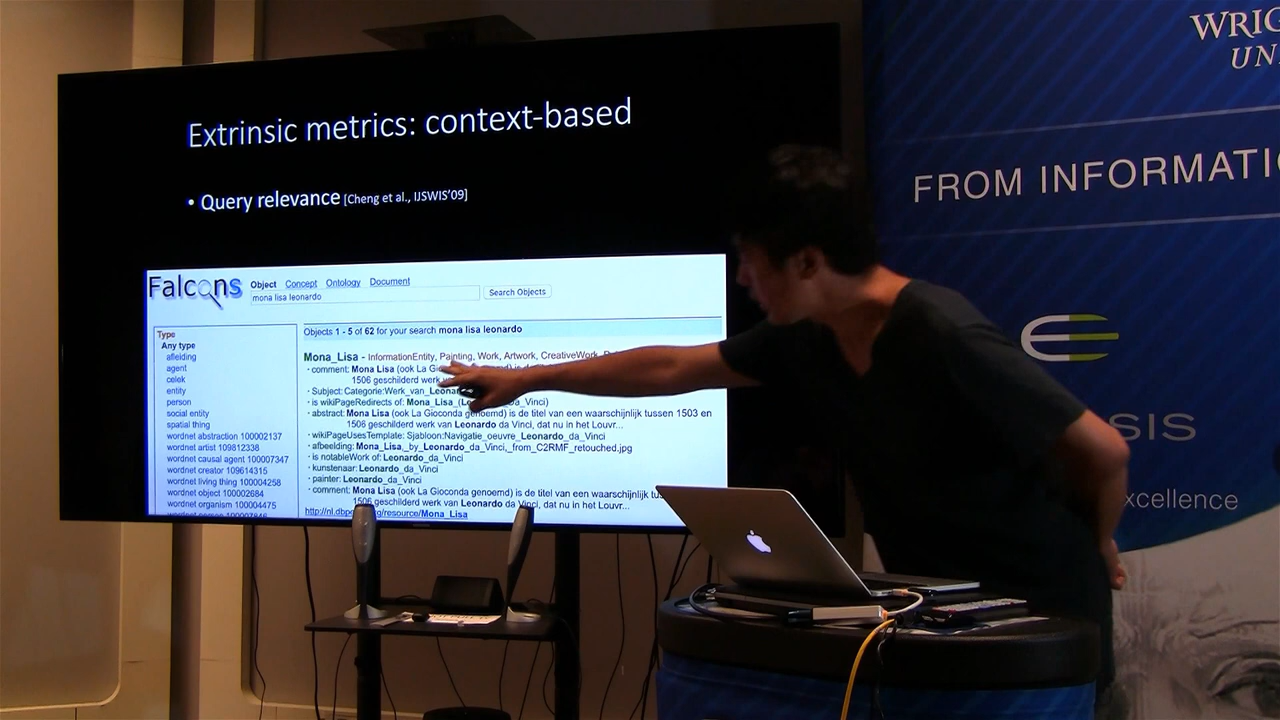 Extrinsic metrics: context-based
• Query relevance [Cheng et al., IJSWIS'09]
Falcons
Object Concept Ontology Document
mona lisa leonardo
Search Objects
Type
Any type
afleiding
agent
celek
entity
person
social entity
spatial thing
wordnet abstraction 100002137
wordnet artist 109812338
wordnet causal agent 100007347
wordnet creator 109614315
wordnet living thing 100004258
wordnet object 100002684
wordnet organism 100004475
Objects 1 - 5 of 62 for your search mona lisa leonardo
Mona_Lisa - InformationEntity, Painting, Work, Artwork, CreativeWork,
· comment: Mona Lisa (ook La
1506 geschilderd werk
· Subject: Categorie:Werk_van_
· is wikiPageRedirects of: Mona_Lisa_
· abstract: Mona Lisa (ook La Gioconda genoemd) is de titel van een waarschijnlijk tussen 1503 en
1506 geschilderd werk van Leonardo da Vinci, dat nu in het Louvr...
· wikiPageUsesTemplate: Sjabloon:Navigatie_oeuvre_Leonardo_da_Vinci
· afbeelding: Mona_Lisa,_by_Leonardo_da_Vinci,_from_C2RMF_retouched.jpg
· is notableWork of: Leonardo_da_Vinci
· kunstenaar: Leonardo_da_Vinci
· painter: Leonardo_da_Vinci
· comment: Mona Lisa (ook La Gioconda genoemd) is de titel van een waarschijnlijk
1506 geschilderd werk van Leonardo da Vinci, dat nu in het Louvr...
/resource/Mona_Lisa
WRIG
UN
FROM INFORMATI
SIS
xcellence